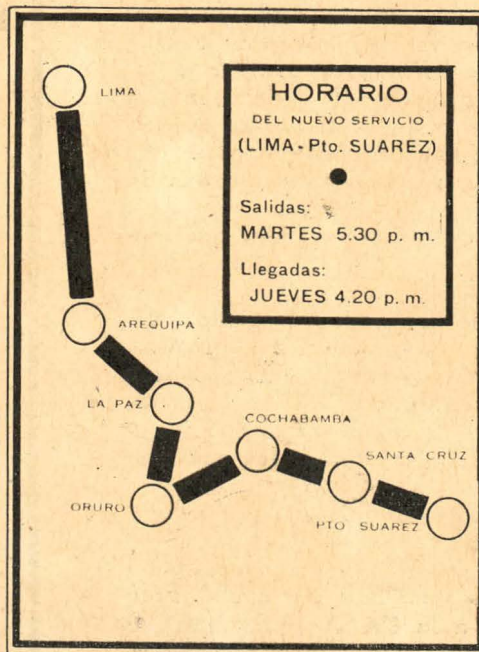 LIMA
HORARIO
DEL NUEVO SERVICIO
(LIMA - Pto. SUAREZ)
Salidas:
MARTES 5.30 p. m.
Llegadas:
JUEVES 4.20 p. m.
AREQUIPA
LA PAZ
COCHABAMBA
SANTA CRUZ
ORURO
PTO SUAREZ